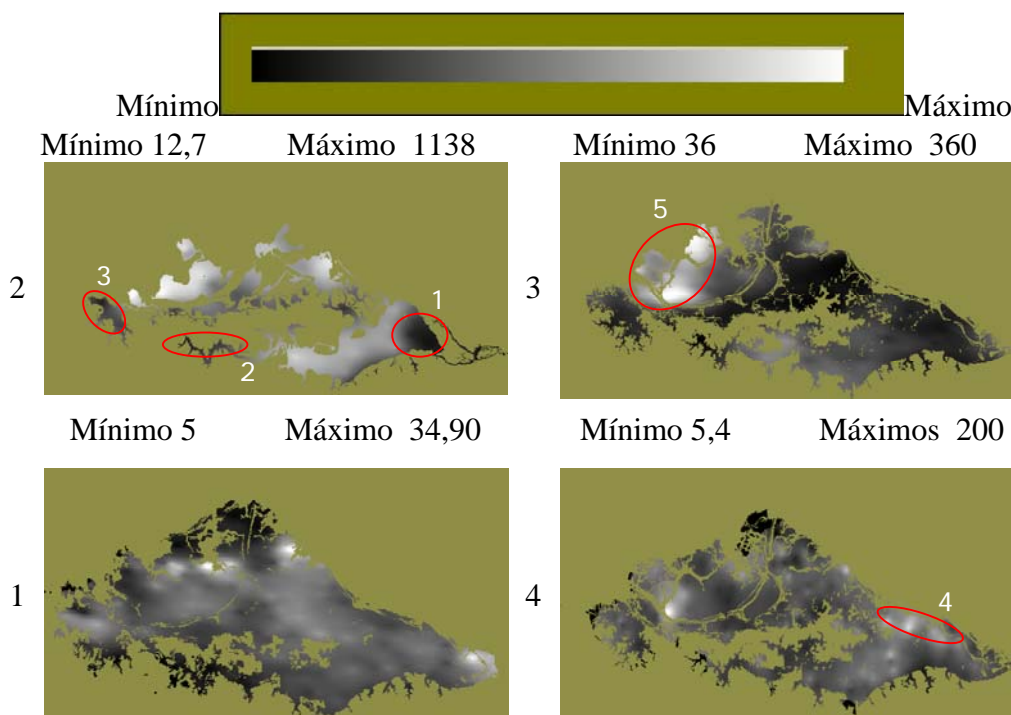 Mínimo Máximo
Mínimo 12,7 Máximo 1138 Mínimo 36 Máximo 360
2 3 1 2 3 5
Mínimo 5 Máximo 34,90 Mínimo 5,4 Máximos 200
1 4 4